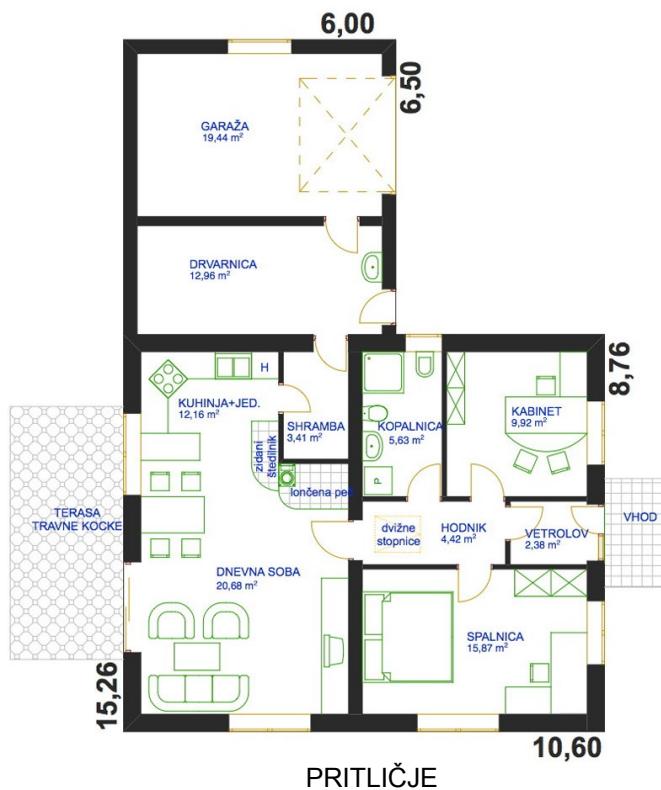 6,00
6,50
GARAŽA
19,44 m²
DRVARNICA
12,96 m²
8,76
H
KUHINJA+JED.
12,16 m²
SHRAMBA
3,41 m²
KOPALNICA
5,63 m²
KABINET
9,92 m²
zidani
štedilnik
lončena peč
P
TERASA
TRAVNE KOCKE
dvižne
stopnice
HODNIK
4,42 m²
VETROLOV
2,38 m²
VHOD
DNEVNA SOBA
20,68 m²
SPALNICA
15,87 m²
15,26
10,60
PRITLIČJE